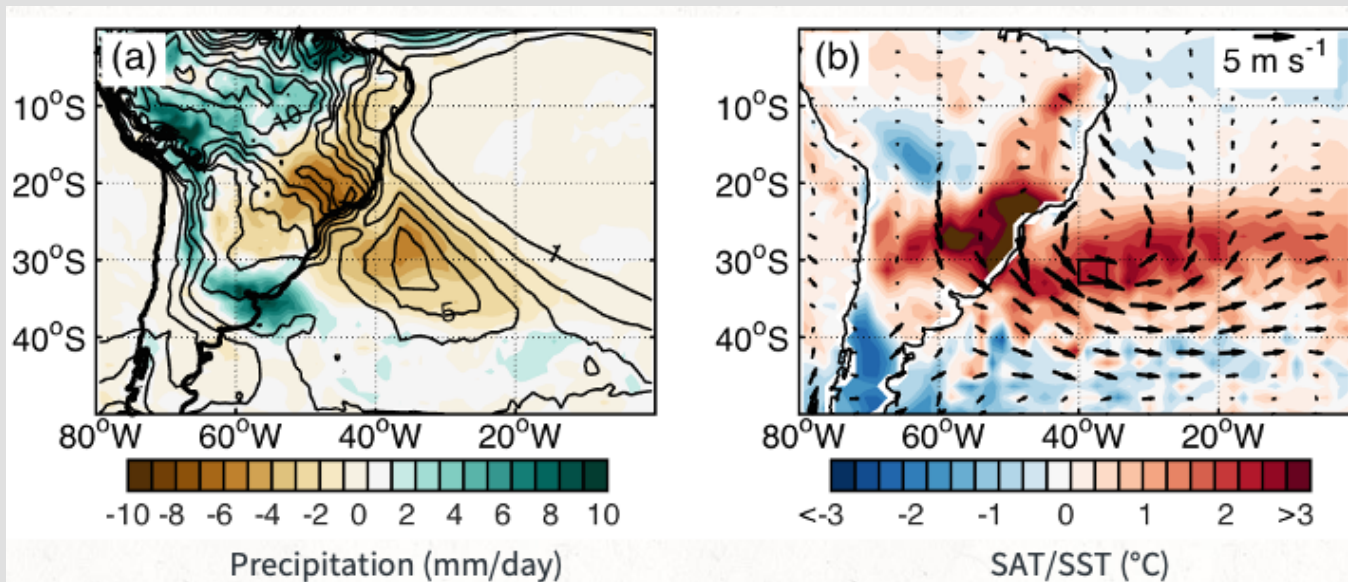 (a)
10
1
5
10°S
20°S
30°S
40°S
80°W 60°W 40°W 20°W
-10 -8 -6 -4 -2 0 2 4 6 8 10
Precipitation (mm/day)
(b)
5 m s⁻¹
10°S
20°S
30°S
40°S
80°W 60°W 40°W 20°W
<-3 -2 -1 0 1 2 >3
SAT/SST (°C)